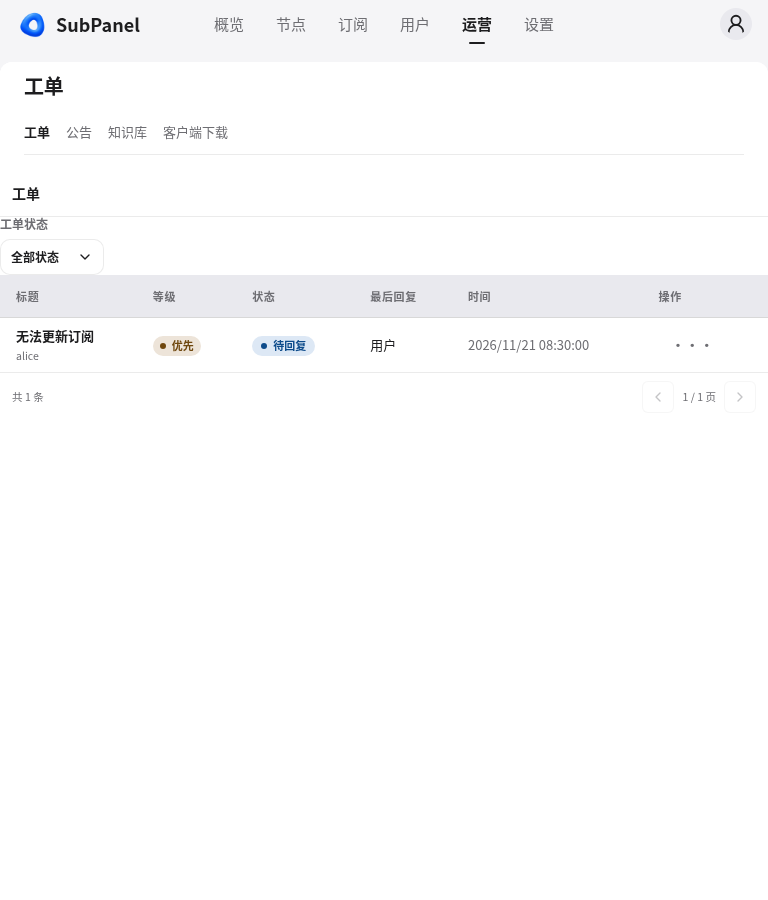 SubPanel 概览 节点 订阅 用户 运营 设置
工单
工单 公告 知识库 客户端下载
工单
工单状态
全部状态
标题 等级 状态 最后回复 时间 操作
无法更新订阅 优先 待回复 用户 2026/11/21 08:30:00
alice
共 1 条 1 / 1 页